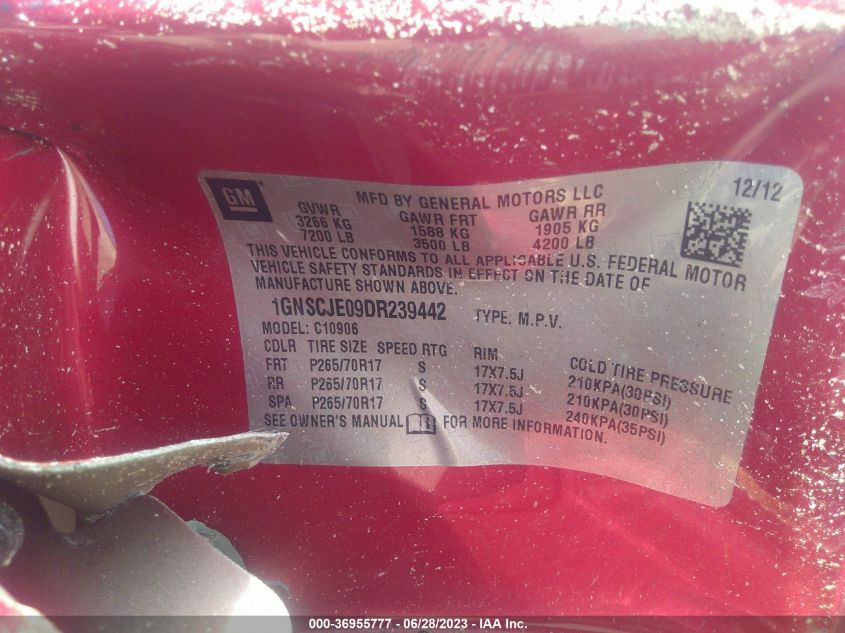 GM
MFD BY GENERAL MOTORS LLC
12/12
GVWR GAWR FRT GAWR RR
3266 KG 1588 KG 1905 KG
7200 LB 3500 LB 4200 LB
THIS VEHICLE CONFORMS TO ALL APPLICABLE U.S. FEDERAL MOTOR
VEHICLE SAFETY STANDARDS IN EFFECT ON THE DATE OF
MANUFACTURE SHOWN ABOVE.
1GNSCJE09DR239442 TYPE: M.P.V.
MODEL: C10906
CDLR TIRE SIZE SPEED RTG RIM COLD TIRE PRESSURE
FRT P265/70R17 S 17X7.5J 210KPA(30PSI)
RR P265/70R17 S 17X7.5J 210KPA(30PSI)
SPA P265/70R17 S 17X7.5J 240KPA(35PSI)
SEE OWNER'S MANUAL FOR MORE INFORMATION.
000-36955777 - 06/28/2023 - IAA Inc.